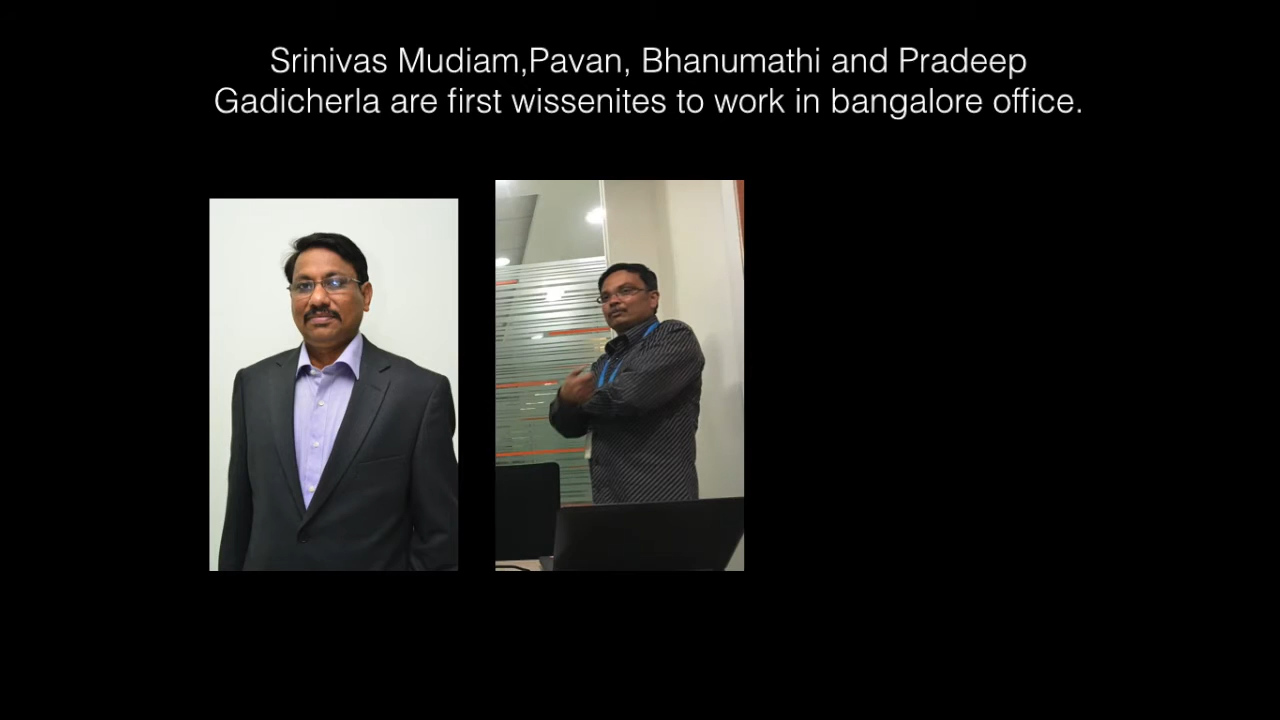 Srinivas Mudiam,Pavan, Bhanumathi and Pradeep
Gadicherla are first wissenites to work in bangalore office.